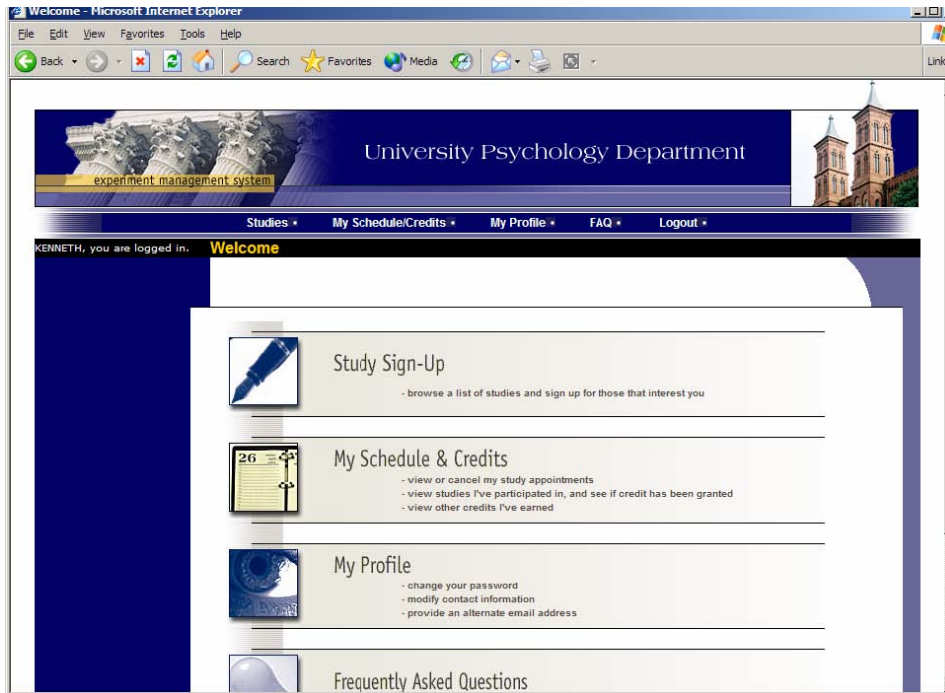 Welcome - Microsoft Internet Explorer
File Edit View Favorites Tools Help
Back Search Favorites Media
Link
University Psychology Department
experiment management system
Studies My Schedule/Credits My Profile FAQ Logout
KENNETH, you are logged in. Welcome
Study Sign-Up
- browse a list of studies and sign up for those that interest you
26
My Schedule & Credits
- view or cancel my study appointments
- view studies I've participated in, and see if credit has been granted
- view other credits I've earned
My Profile
- change your password
- modify contact information
- provide an alternate email address
Frequently Asked Questions